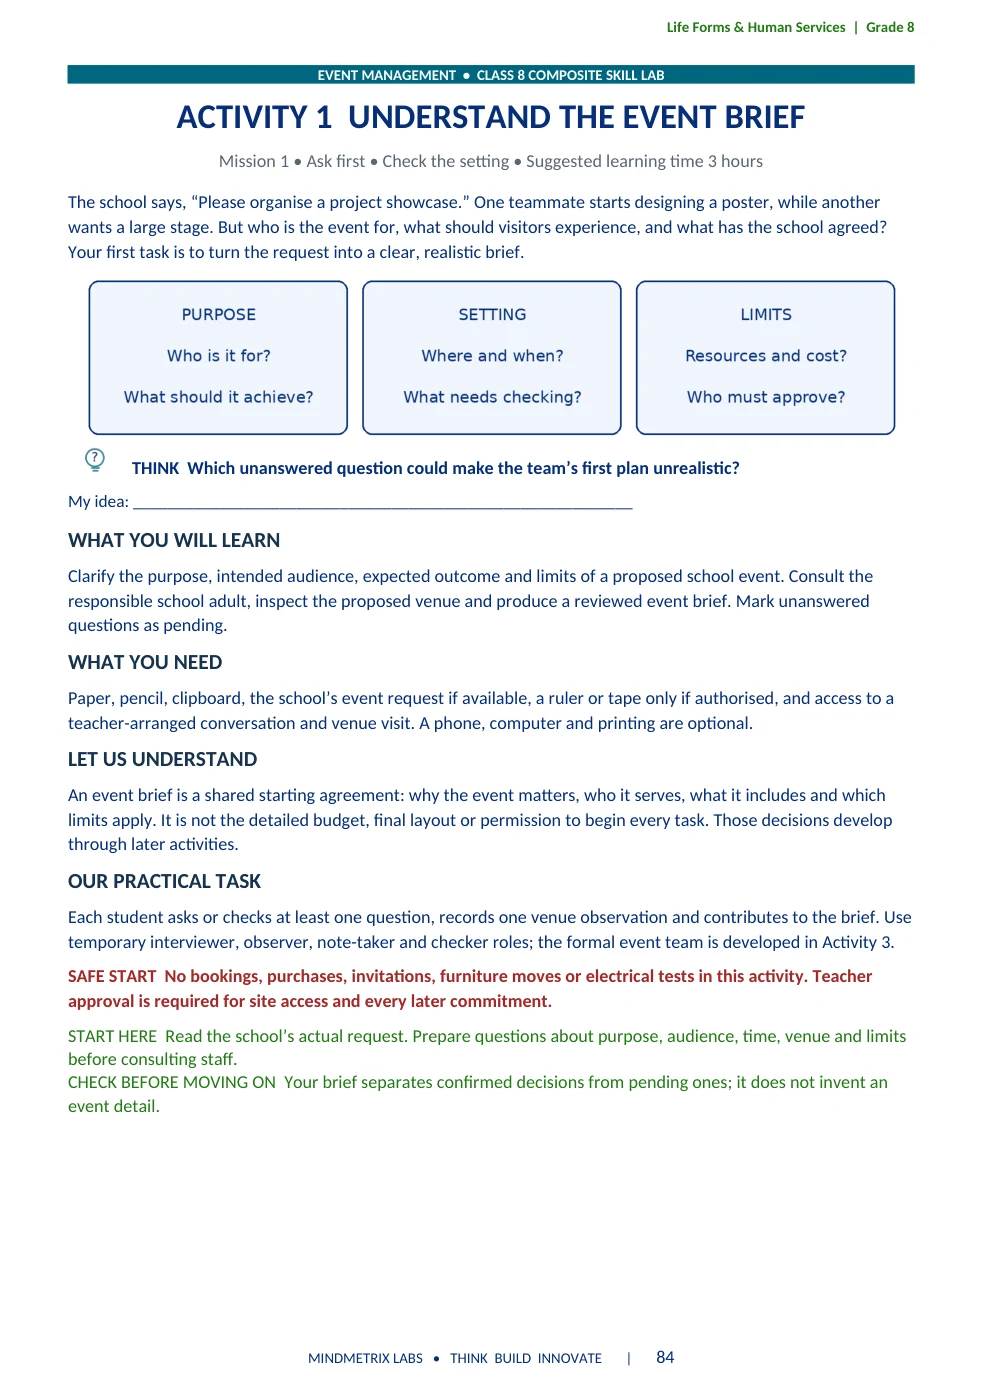 Life Forms & Human Services | Grade 8
EVENT MANAGEMENT ● CLASS 8 COMPOSITE SKILL LAB
ACTIVITY 1 UNDERSTAND THE EVENT BRIEF
Mission 1 • Ask first • Check the setting • Suggested learning time 3 hours
The school says, “Please organise a project showcase.” One teammate starts designing a poster, while another
wants a large stage. But who is the event for, what should visitors experience, and what has the school agreed?
Your first task is to turn the request into a clear, realistic brief.
PURPOSE
Who is it for?
What should it achieve?
SETTING
Where and when?
What needs checking?
LIMITS
Resources and cost?
Who must approve?
?
THINK Which unanswered question could make the team’s first plan unrealistic?
My idea: ____________________________________________________________
WHAT YOU WILL LEARN
Clarify the purpose, intended audience, expected outcome and limits of a proposed school event. Consult the
responsible school adult, inspect the proposed venue and produce a reviewed event brief. Mark unanswered
questions as pending.
WHAT YOU NEED
Paper, pencil, clipboard, the school’s event request if available, a ruler or tape only if authorised, and access to a
teacher-arranged conversation and venue visit. A phone, computer and printing are optional.
LET US UNDERSTAND
An event brief is a shared starting agreement: why the event matters, who it serves, what it includes and which
limits apply. It is not the detailed budget, final layout or permission to begin every task. Those decisions develop
through later activities.
OUR PRACTICAL TASK
Each student asks or checks at least one question, records one venue observation and contributes to the brief. Use
temporary interviewer, observer, note-taker and checker roles; the formal event team is developed in Activity 3.
SAFE START No bookings, purchases, invitations, furniture moves or electrical tests in this activity. Teacher
approval is required for site access and every later commitment.
START HERE Read the school’s actual request. Prepare questions about purpose, audience, time, venue and limits
before consulting staff.
CHECK BEFORE MOVING ON Your brief separates confirmed decisions from pending ones; it does not invent an
event detail.
MINDMETRIX LABS ● THINK BUILD INNOVATE | 84